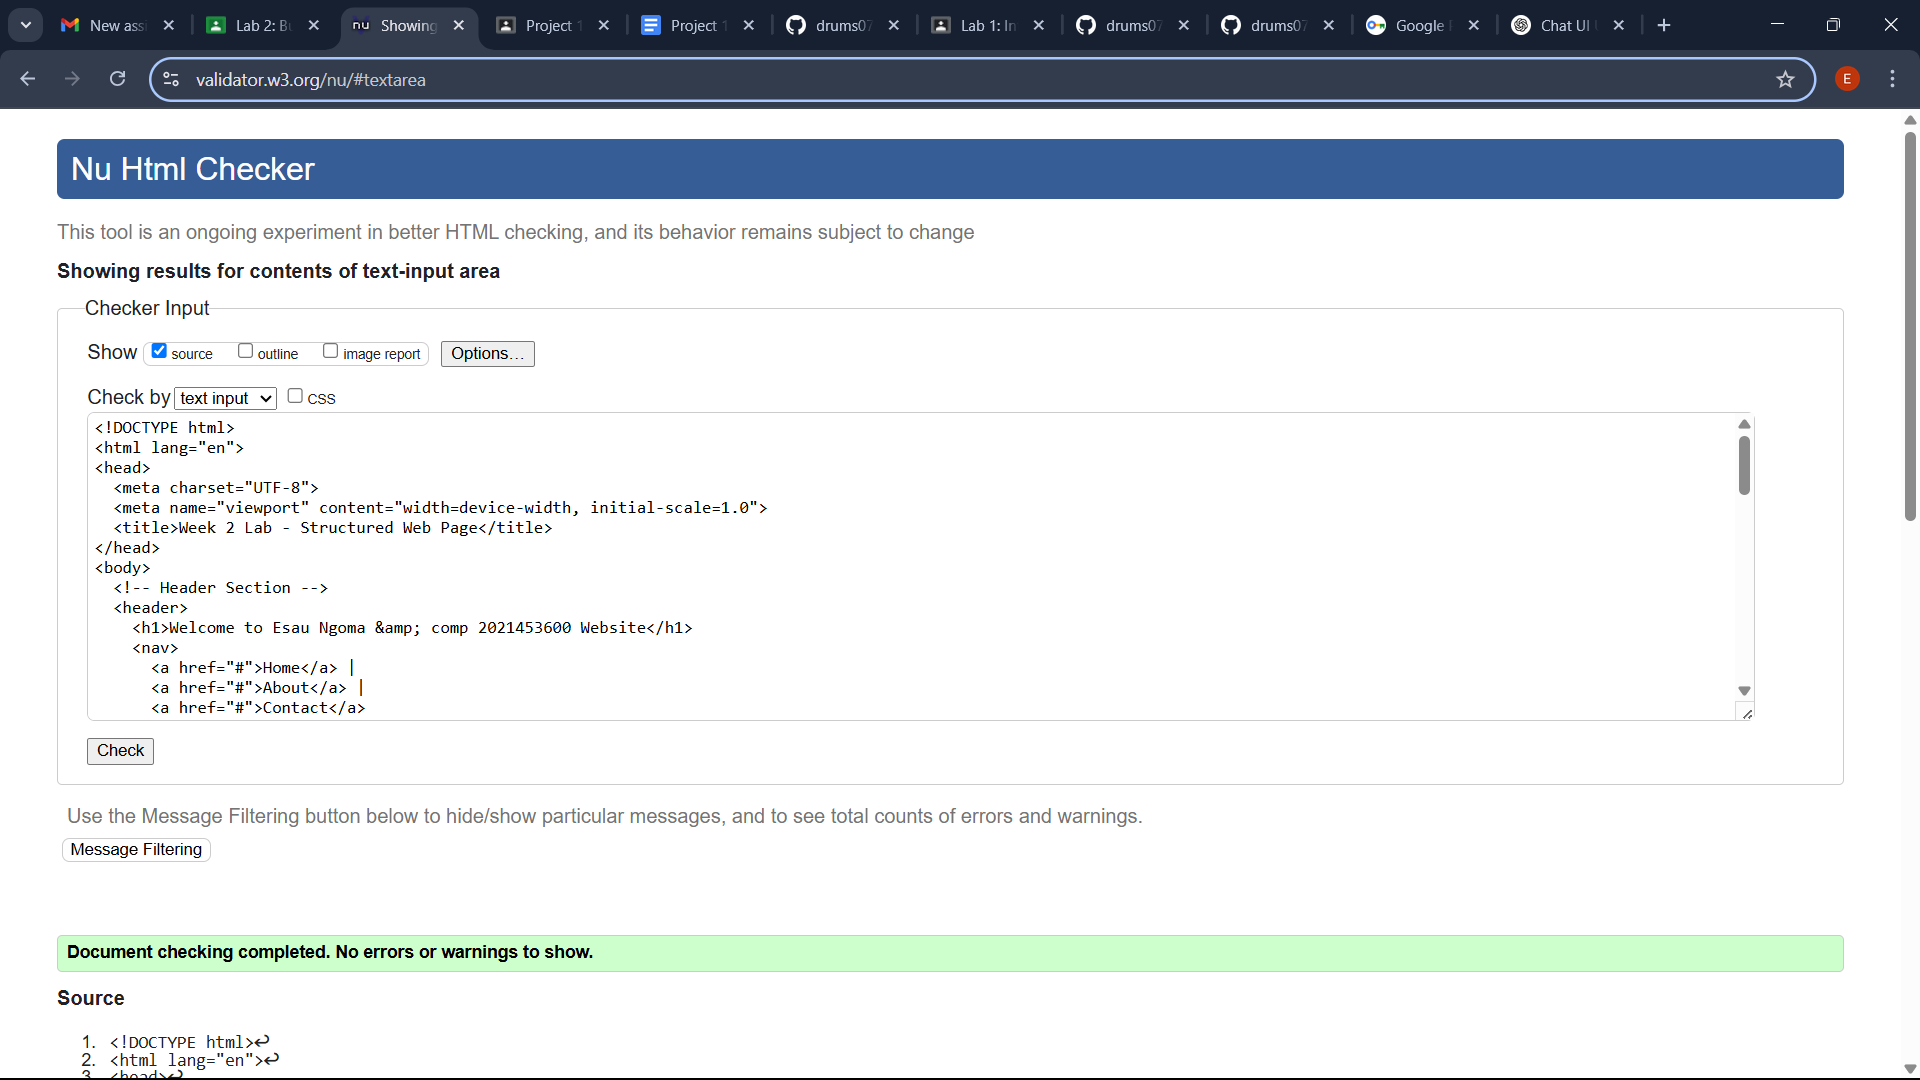 New ass
Lab 2: Bu
Showing
Project 1
Project 1
drums07
Lab 1: In
drums07
drums07
Google
Chat UI
validator.w3.org/nu/#textarea
E
Nu Html Checker
This tool is an ongoing experiment in better HTML checking, and its behavior remains subject to change
Showing results for contents of text-input area
Checker Input
Show source outline image report Options...
Check by text input CSS
<!DOCTYPE html>
<html lang="en">
<head>
<meta charset="UTF-8">
<meta name="viewport" content="width=device-width, initial-scale=1.0">
<title>Week 2 Lab - Structured Web Page</title>
</head>
<body>
<!-- Header Section -->
<header>
<h1>Welcome to Esau Ngoma &amp; comp 2021453600 Website</h1>
<nav>
<a href="#">Home</a> |
<a href="#">About</a> |
<a href="#">Contact</a>
Check
Use the Message Filtering button below to hide/show particular messages, and to see total counts of errors and warnings.
Message Filtering
Document checking completed. No errors or warnings to show.
Source
1. <!DOCTYPE html>↩
2. <html lang="en">↩
3. <head>↩